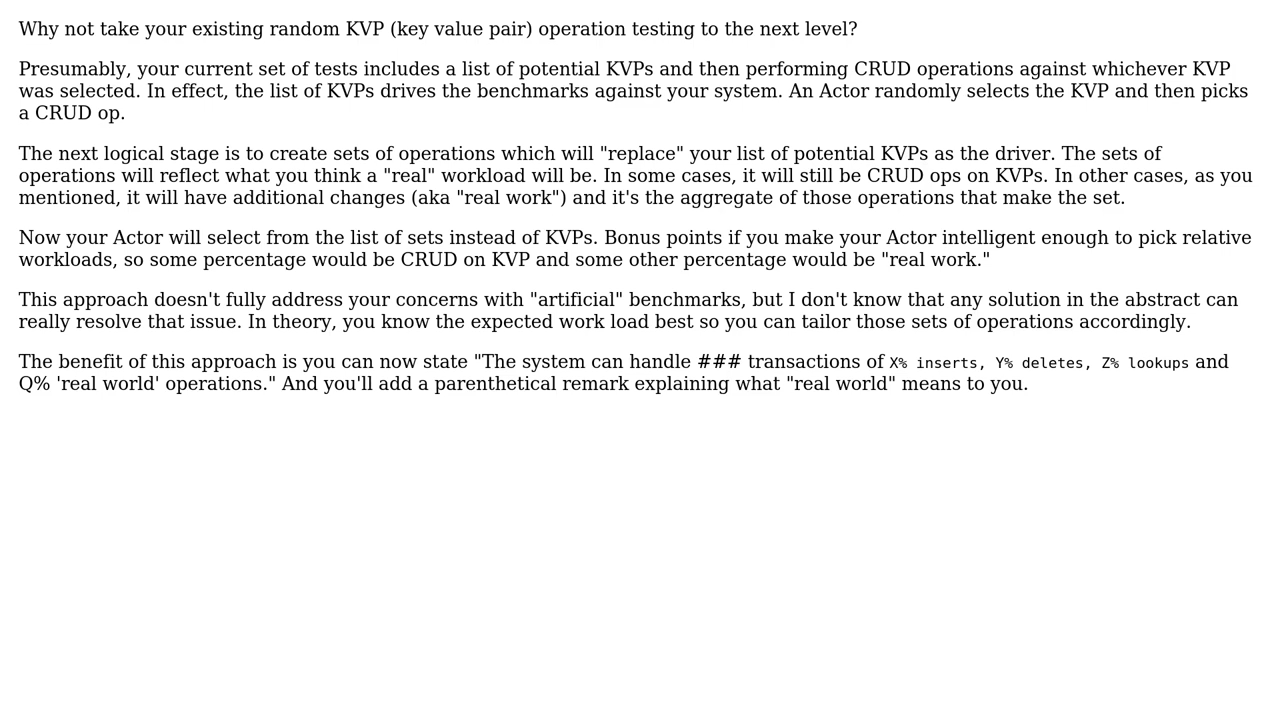 Why not take your existing random KVP (key value pair) operation testing to the next level?
Presumably, your current set of tests includes a list of potential KVPs and then performing CRUD operations against whichever KVP
was selected. In effect, the list of KVPs drives the benchmarks against your system. An Actor randomly selects the KVP and then picks
a CRUD op.
The next logical stage is to create sets of operations which will "replace" your list of potential KVPs as the driver. The sets of
operations will reflect what you think a "real" workload will be. In some cases, it will still be CRUD ops on KVPs. In other cases, as you
mentioned, it will have additional changes (aka "real work") and it's the aggregate of those operations that make the set.
Now your Actor will select from the list of sets instead of KVPs. Bonus points if you make your Actor intelligent enough to pick relative
workloads, so some percentage would be CRUD on KVP and some other percentage would be "real work."
This approach doesn't fully address your concerns with "artificial" benchmarks, but I don't know that any solution in the abstract can
really resolve that issue. In theory, you know the expected work load best so you can tailor those sets of operations accordingly.
The benefit of this approach is you can now state "The system can handle ### transactions of X% inserts, Y% deletes, Z% lookups and
Q% 'real world' operations." And you'll add a parenthetical remark explaining what "real world" means to you.